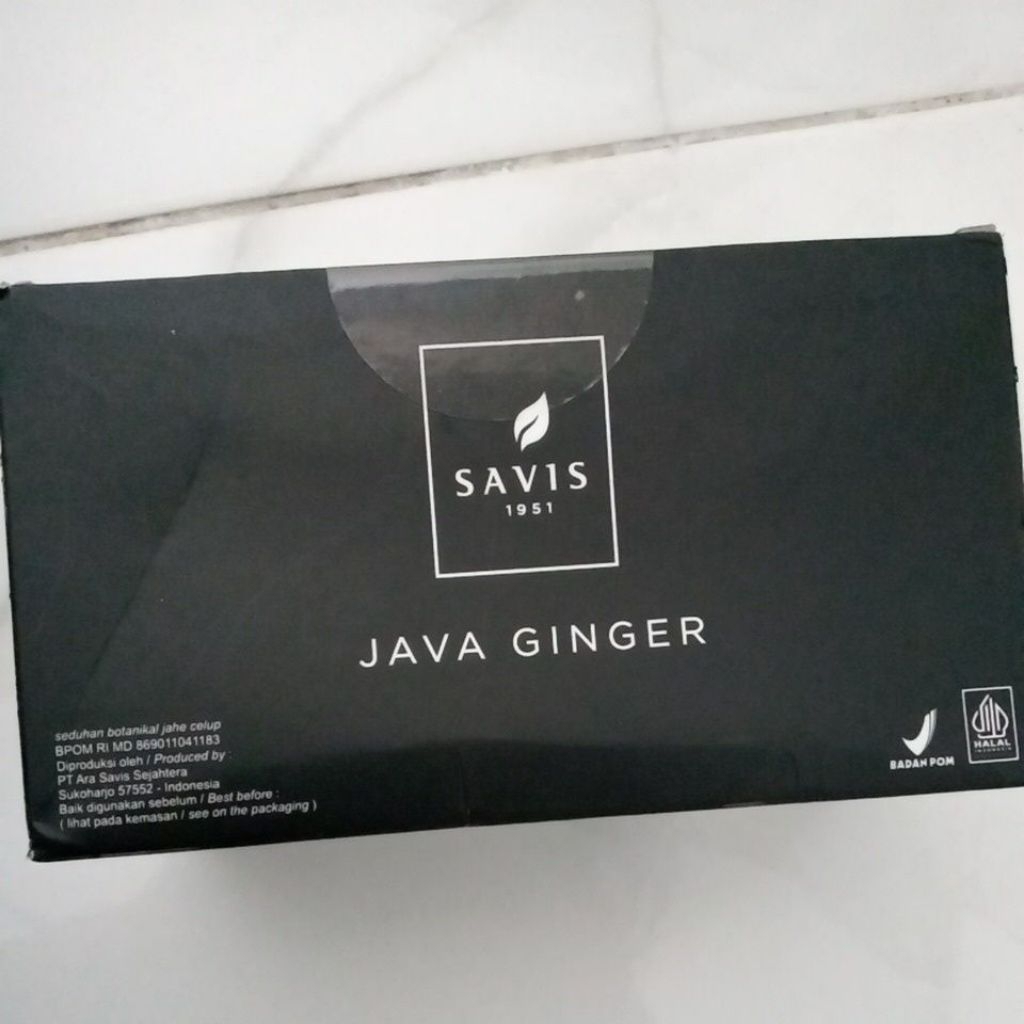 SAVIS
1951
JAVA GINGER
seduhan botanikal jahe celup
BPOM RI MD 869011041183
Diproduksi oleh / Produced by :
PT Ara Savis Sejahtera
Sukoharjo 57552 - Indonesia
Baik digunakan sebelum / Best before :
( lihat pada kemasan / see on the packaging )
BADAN POM
HALAL
INDONESIA